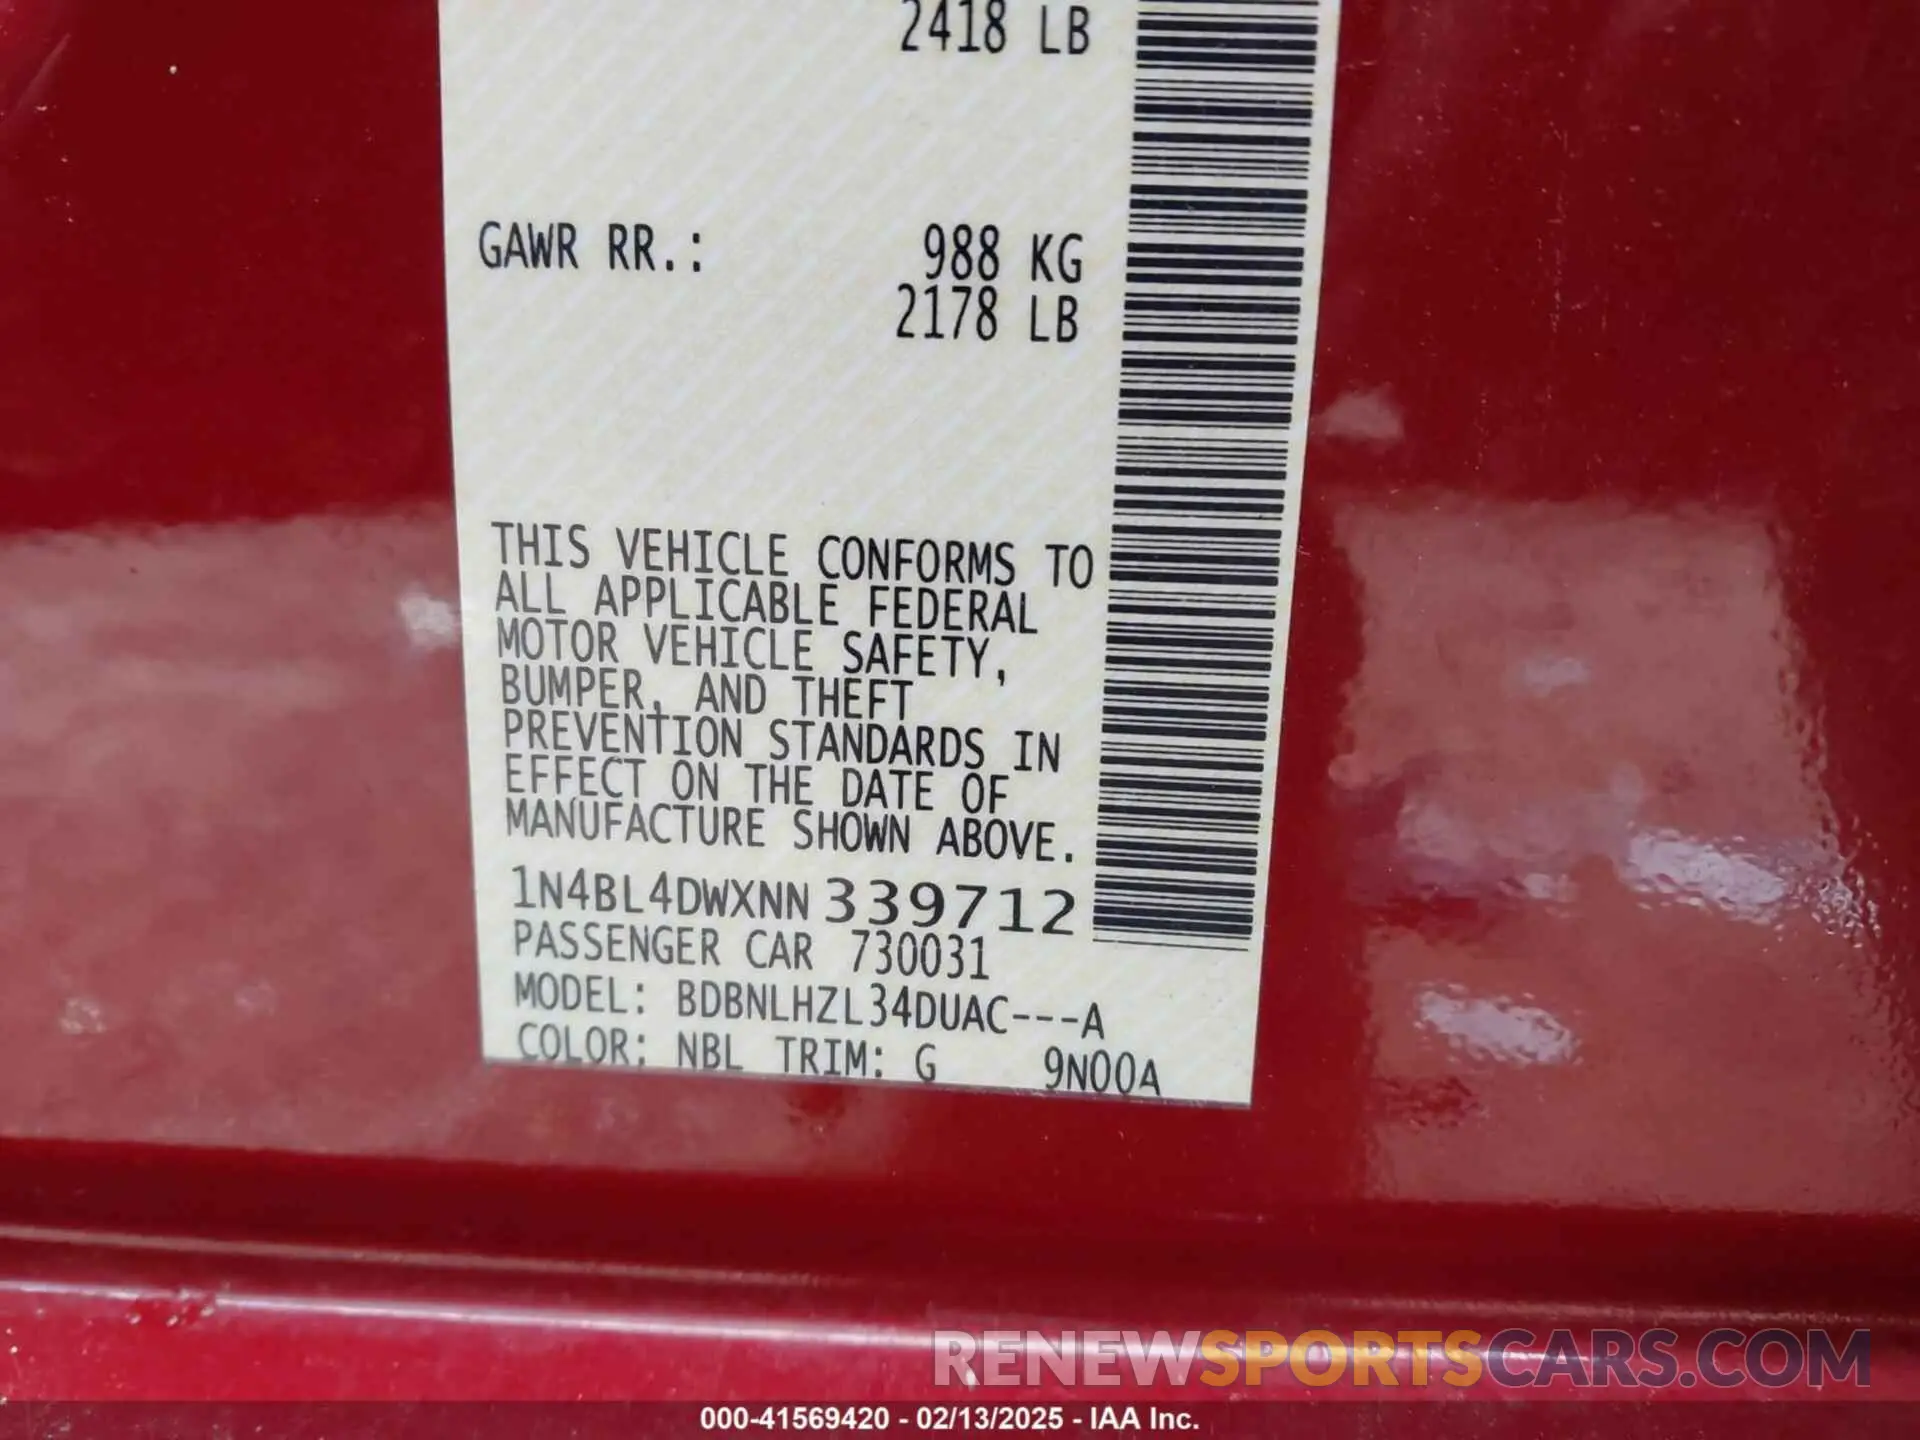 2418 LB
GAWR RR.: 988 KG
2178 LB
THIS VEHICLE CONFORMS TO
ALL APPLICABLE FEDERAL
MOTOR VEHICLE SAFETY,
BUMPER, AND THEFT
PREVENTION STANDARDS IN
EFFECT ON THE DATE OF
MANUFACTURE SHOWN ABOVE.
1N4BL4DWXNN339712
PASSENGER CAR 730031
MODEL: BDBNLHZL34DUAC---A
COLOR: NBL TRIM: G 9N00A
RENEWSPORTSCARS.COM
000-41569420 - 02/13/2025 - IAA Inc.